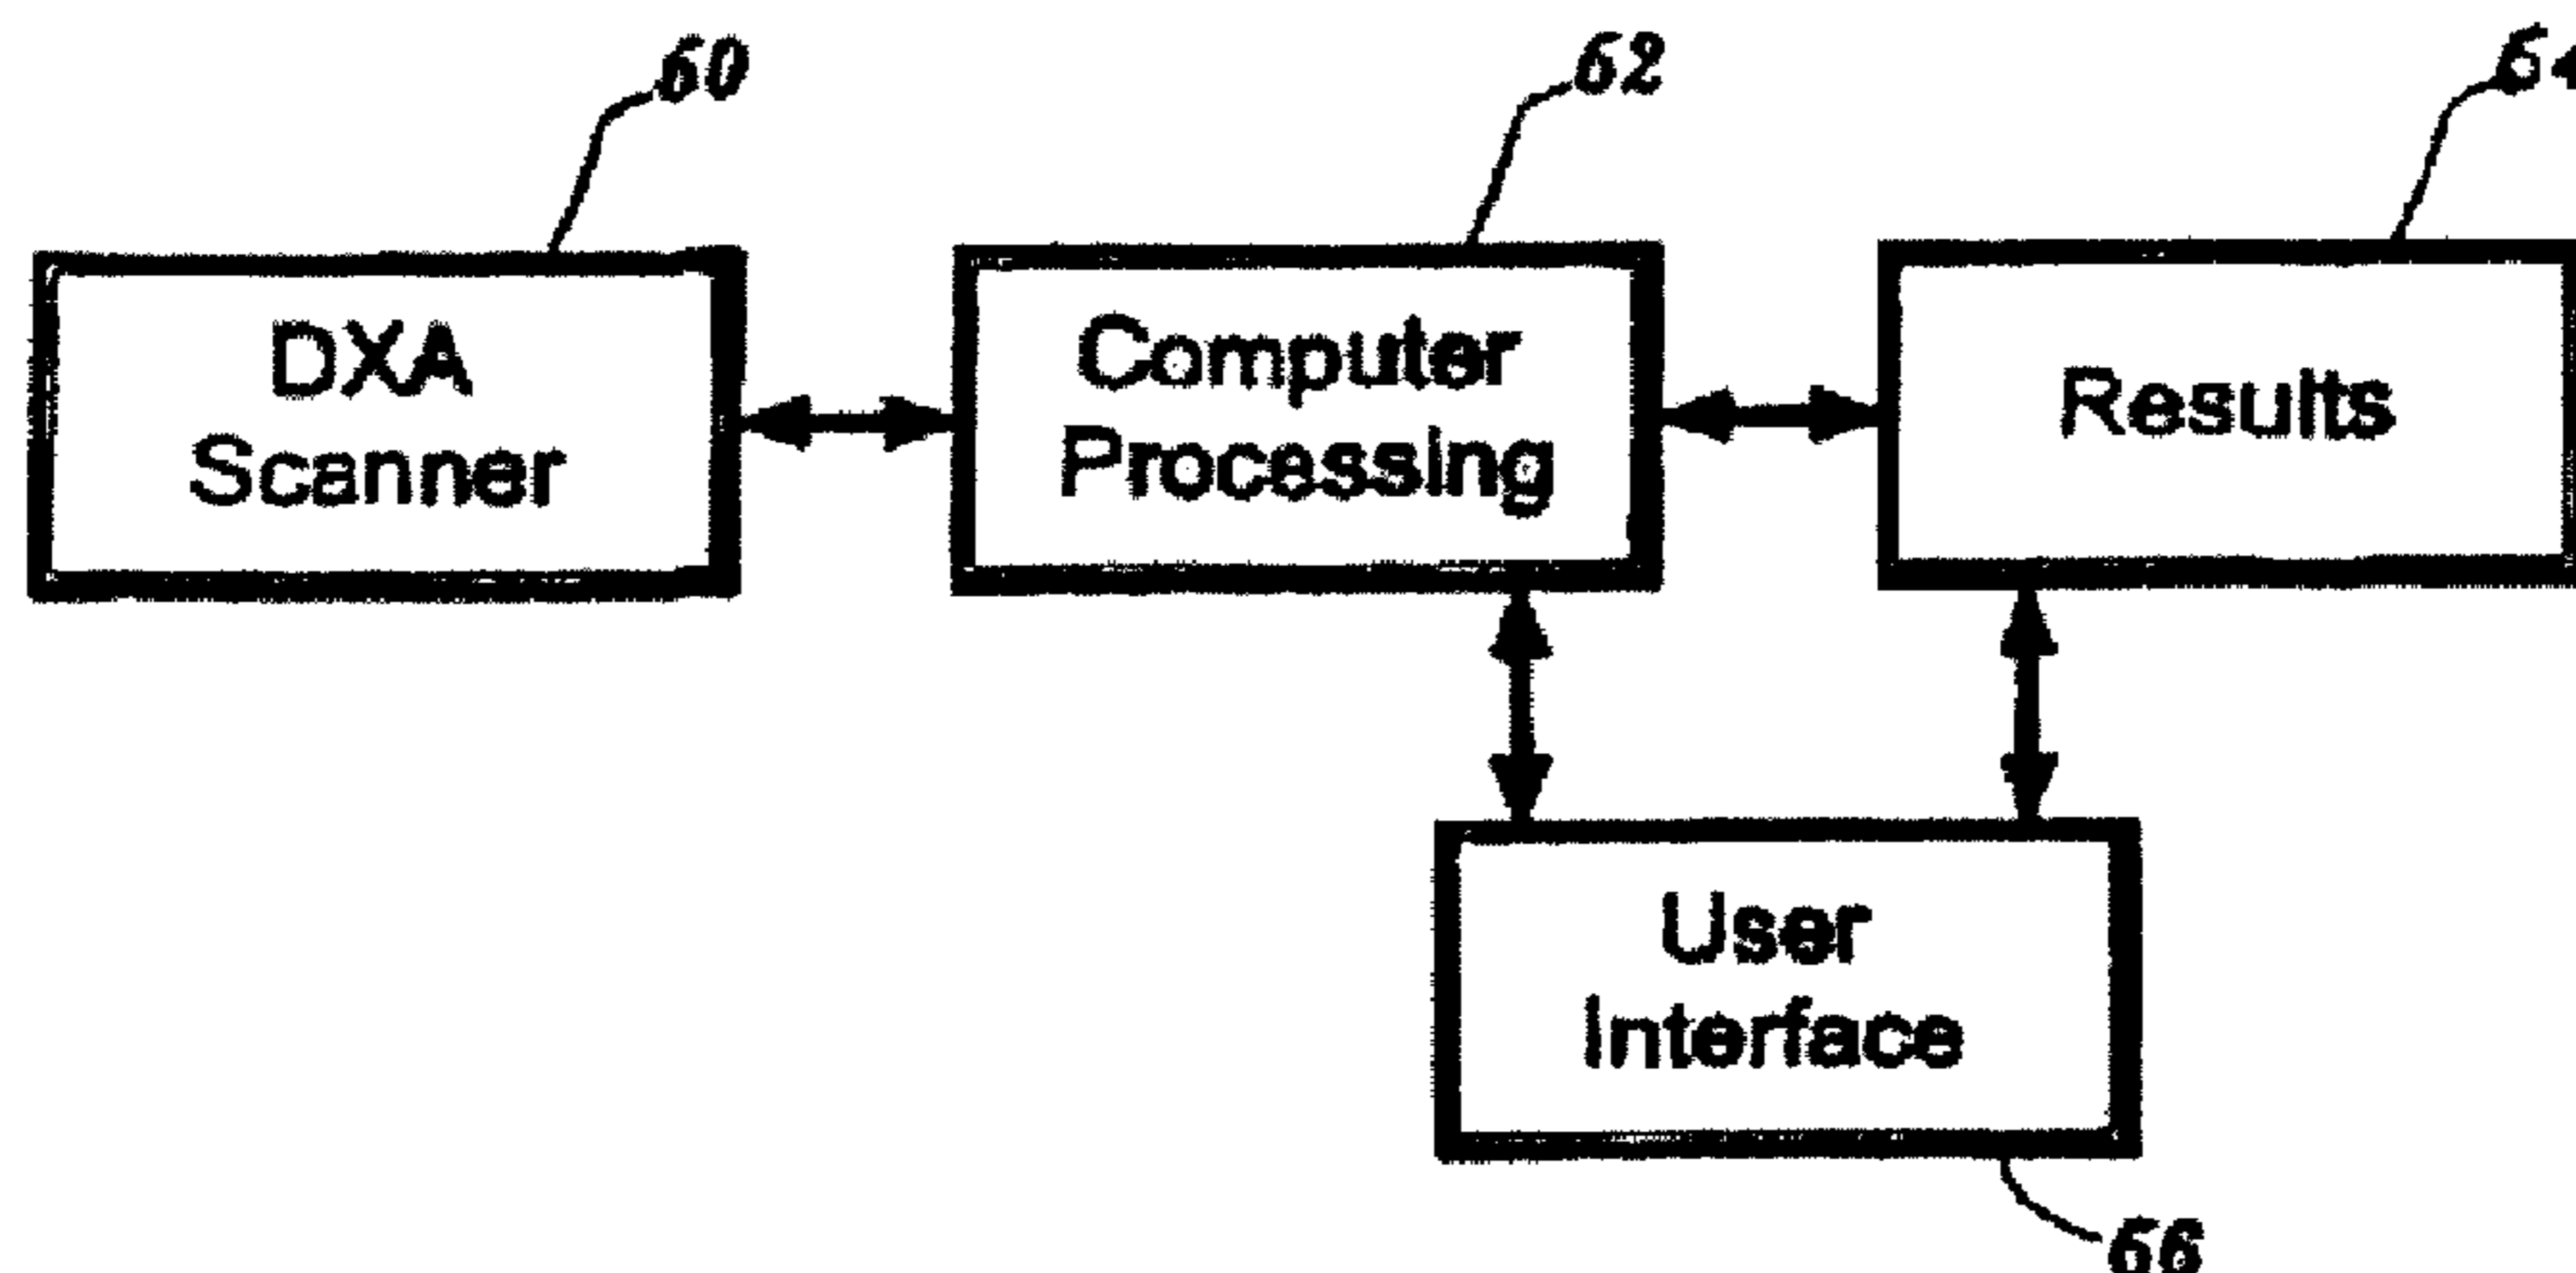 60
62
64
DXA
Scanner
Computer
Processing
Results
User
Interface
66